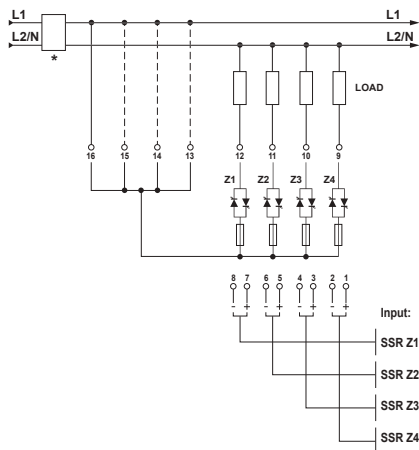 L1 L1
L2/N L2/N
*
LOAD
16 15 14 13 12 11 10 9
Z1 Z2 Z3 Z4
8 7 6 5 4 3 2 1
- + - + - + - +
Input:
SSR Z1
SSR Z2
SSR Z3
SSR Z4